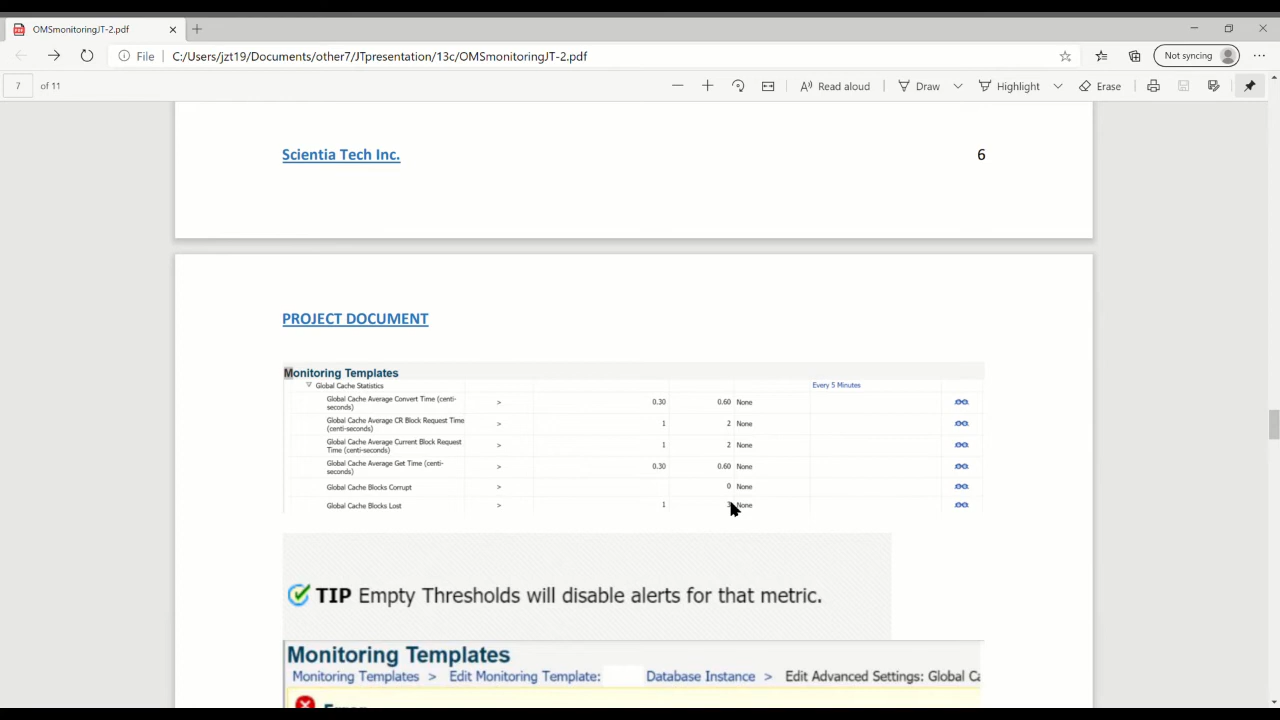 OMSmonitoringJT-2.pdf
File C:/Users/jzt19/Documents/other7/JTpresentation/13c/OMSmonitoringJT-2.pdf Not syncing
7 of 11 Read aloud Draw Highlight Erase
Scientia Tech Inc. 6
PROJECT DOCUMENT
Monitoring Templates
Global Cache Statistics Every 5 Minutes
Global Cache Average Convert Time (centi-
seconds) > 0.30 0.60 None
Global Cache Average CR Block Request Time
(centi-seconds) > 1 2 None
Global Cache Average Current Block Request
Time (centi-seconds) > 1 2 None
Global Cache Average Get Time (centi-
seconds) > 0.30 0.60 None
Global Cache Blocks Corrupt > 0 None
Global Cache Blocks Lost > 1 3 None
TIP Empty Thresholds will disable alerts for that metric.
Monitoring Templates
Monitoring Templates > Edit Monitoring Template: Database Instance > Edit Advanced Settings: Global Ca